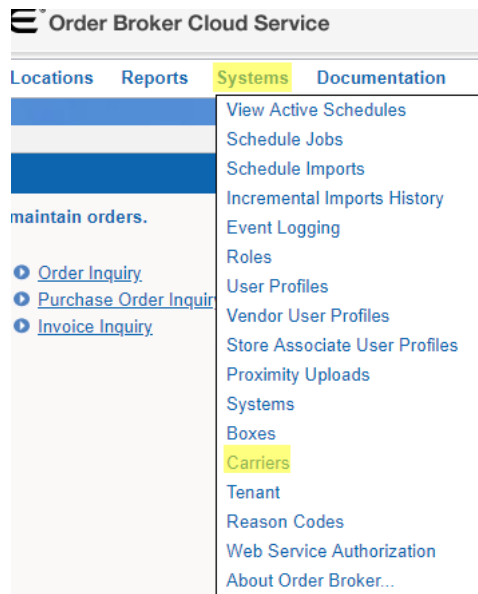 Order Broker Cloud Service
Locations Reports Systems Documentation
View Active Schedules
Schedule Jobs
Schedule Imports
Incremental Imports History
maintain orders.
Event Logging
Roles
Order Inquiry
User Profiles
Purchase Order Inquir
Vendor User Profiles
Invoice Inquiry
Store Associate User Profiles
Proximity Uploads
Systems
Boxes
Carriers
Tenant
Reason Codes
Web Service Authorization
About Order Broker...